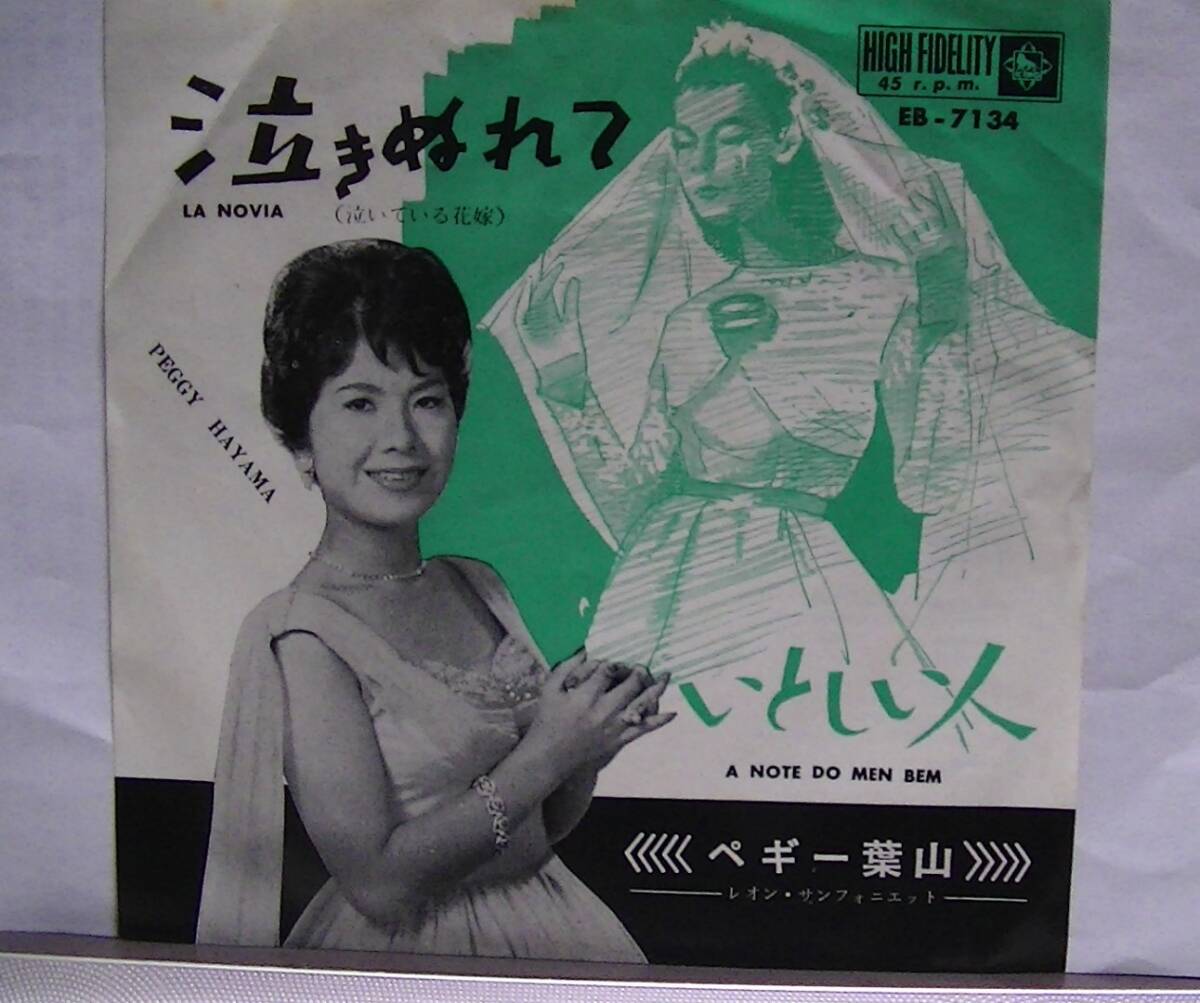 HIGH FIDELITY
45 r.p.m.
EB-7134
泣きぬれて
LA NOVIA (泣いている花嫁)
PEGGY HAYAMA
いとしい人
A NOTE DO MEN BEM
ペギー葉山
レオン・サンフォニエット